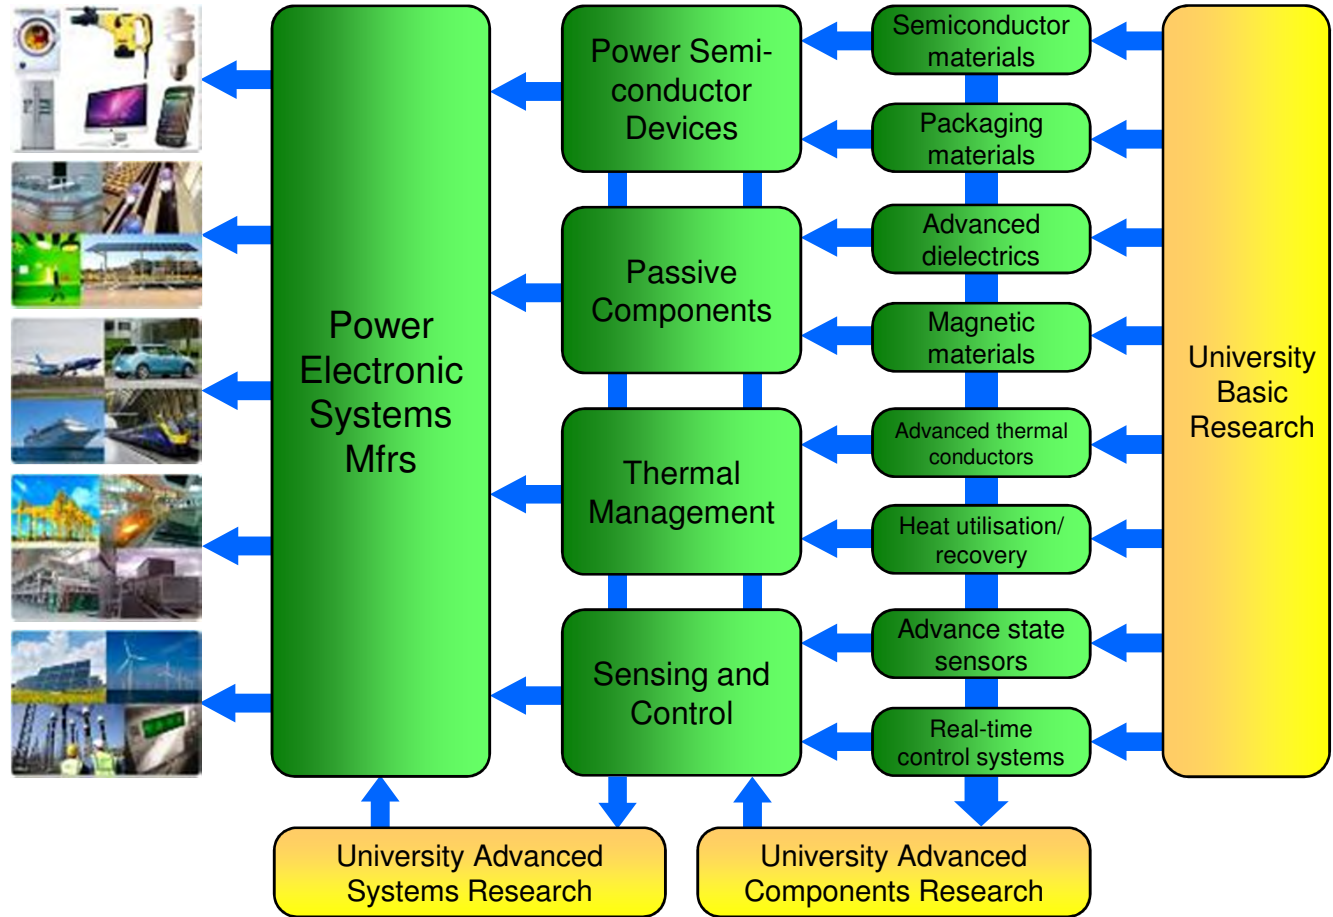 Power
Electronic
Systems
Mfrs
Power Semi-
conductor
Devices
Passive
Components
Thermal
Management
Sensing and
Control
Semiconductor
materials
Packaging
materials
Advanced
dielectrics
Magnetic
materials
Advanced thermal
conductors
Heat utilisation/
recovery
Advance state
sensors
Real-time
control systems
University
Basic
Research
University Advanced
Systems Research
University Advanced
Components Research